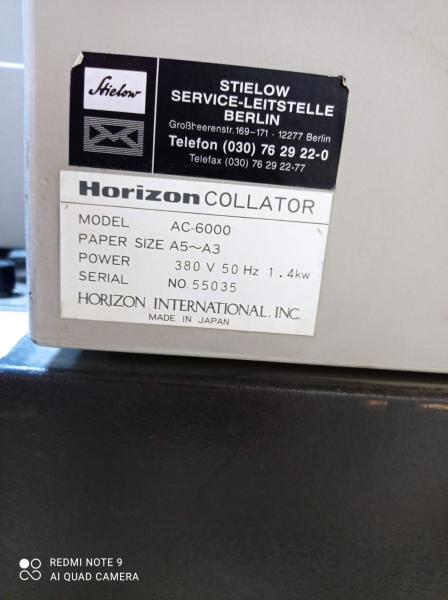 Stielow
STIELOW
SERVICE-LEITSTELLE
BERLIN
Großbeerenstr. 169-171 · 12277 Berlin
Telefon (030) 76 29 22-0
Telefax (030) 76 29 22-77
Horizon COLLATOR
MODEL AC-6000
PAPER SIZE A5~A3
POWER 380 V 50 Hz 1.4kw
SERIAL NO. 55035
HORIZON INTERNATIONAL, INC.
MADE IN JAPAN
REDMI NOTE 9
AI QUAD CAMERA